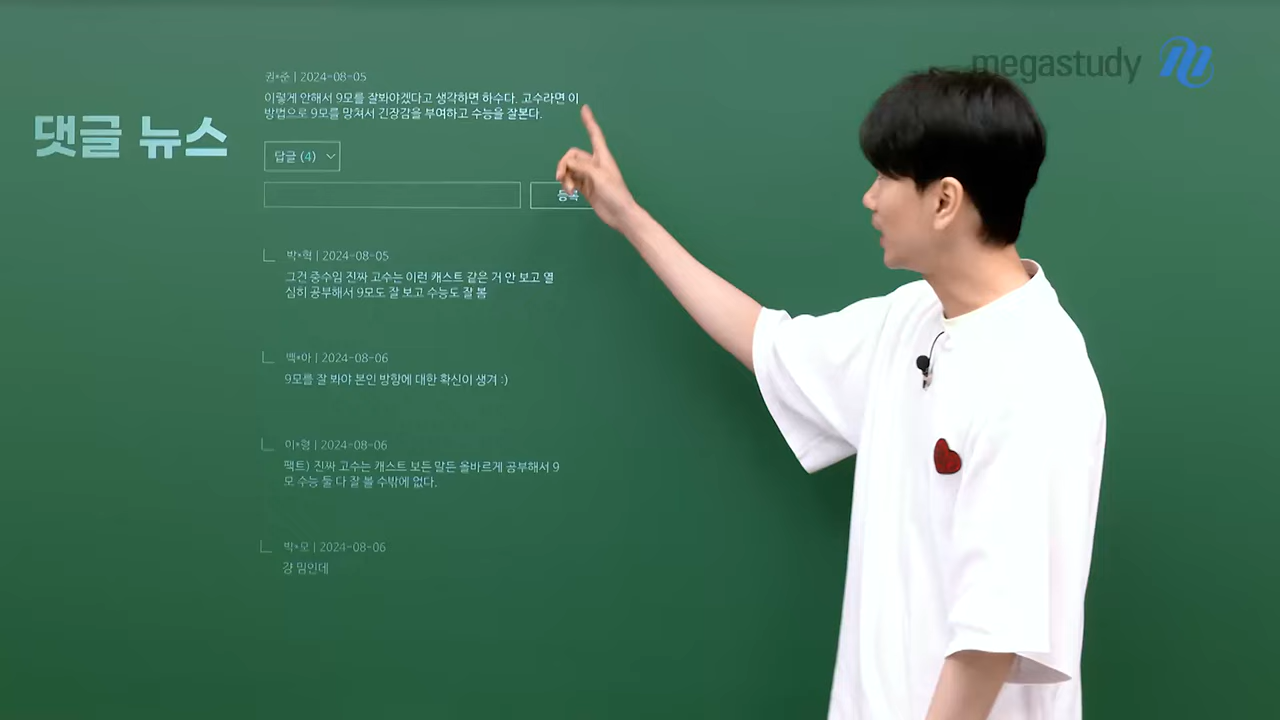 megastudy
댓글 뉴스
권*준 | 2024-08-05
이렇게 안해서 9모를 잘봐야겠다고 생각하면 하수다. 고수라면 이
방법으로 9모를 망쳐서 긴장감을 부여하고 수능을 잘본다.
답글 (4)
등록
박*혁 | 2024-08-05
그건 중수임 진짜 고수는 이런 캐스트 같은 거 안 보고 열
심히 공부해서 9모도 잘 보고 수능도 잘 봄
백*아 | 2024-08-06
9모를 잘 봐야 본인 방향에 대한 확신이 생겨 :)
이*형 | 2024-08-06
팩트) 진짜 고수는 캐스트 보든 말든 올바르게 공부해서 9
모 수능 둘 다 잘 볼 수밖에 없다.
박*모 | 2024-08-06
걍 밈인데